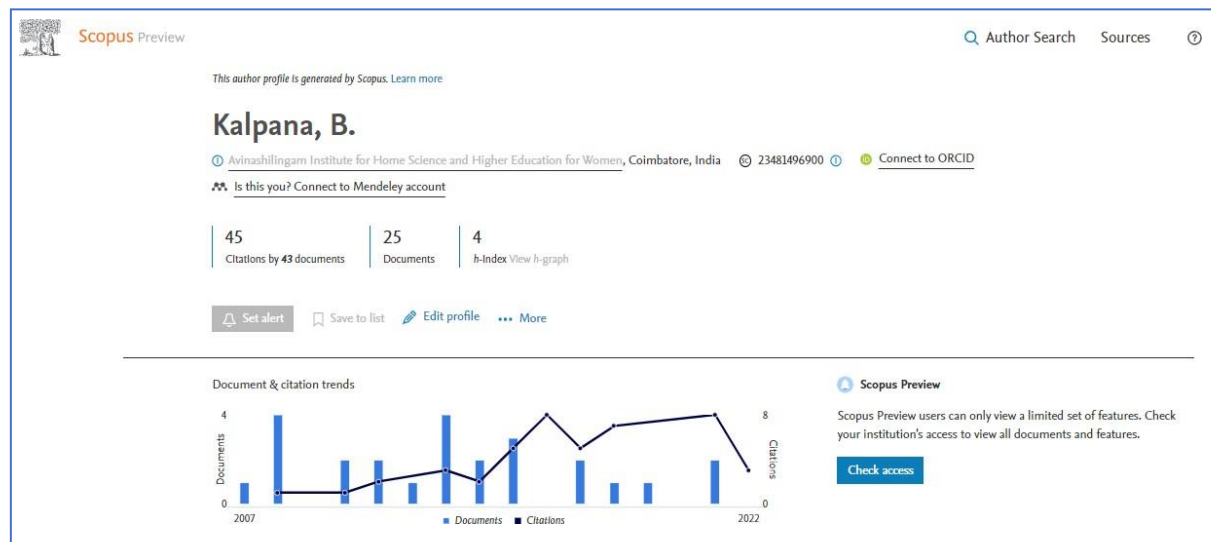 Scopus Preview
Author Search Sources
This author profile is generated by Scopus. Learn more
Kalpana, B.
Avinashilingam Institute for Home Science and Higher Education for Women, Coimbatore, India SC 23481496900 Connect to ORCID
Is this you? Connect to Mendeley account
45 25 4
Citations by 43 documents Documents h-Index View h-graph
Set alert Save to list Edit profile More
Document & citation trends
4 8
Documents Citations
0 0
2007 2022
Documents Citations
Scopus Preview
Scopus Preview users can only view a limited set of features. Check
your institution's access to view all documents and features.
Check access